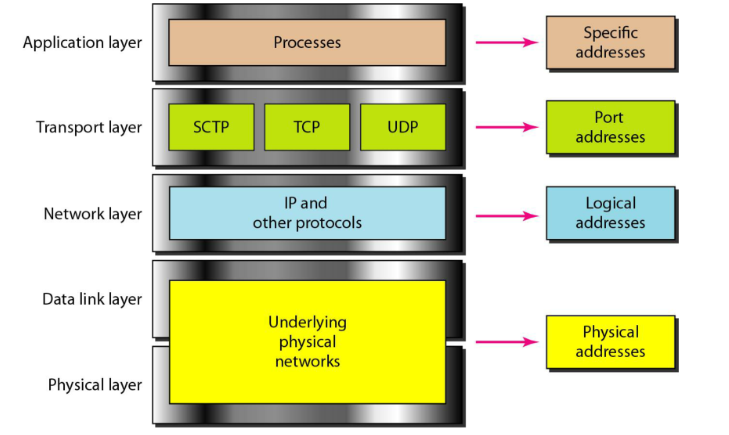 Application layer
Processes
Specific
addresses
Transport layer
SCTP
TCP
UDP
Port
addresses
Network layer
IP and
other protocols
Logical
addresses
Data link layer
Underlying
physical
networks
Physical
addresses
Physical layer